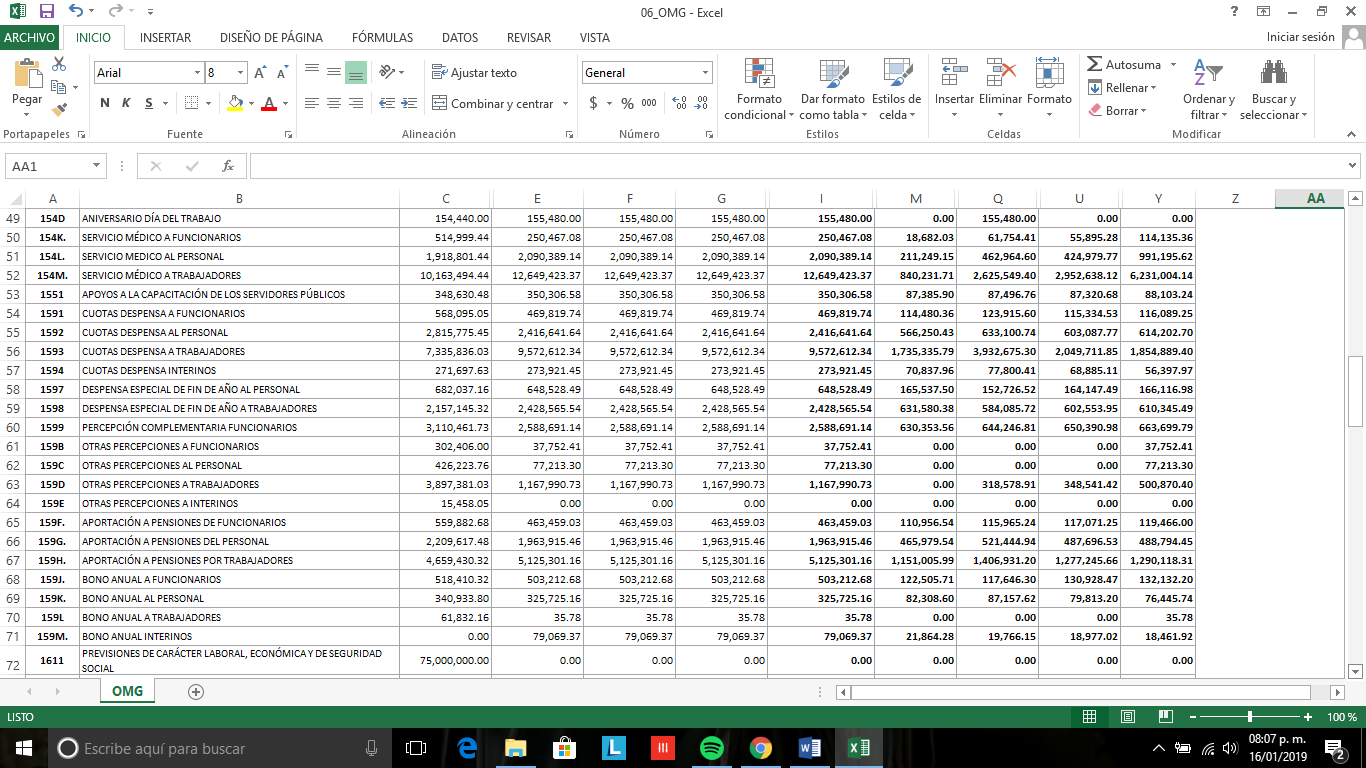 06_OMG - Excel
ARCHIVO INICIO INSERTAR DISEÑO DE PÁGINA FÓRMULAS DATOS REVISAR VISTA Iniciar sesión
Pegar
Portapapeles
Arial 8
N K S
Fuente
Ajustar texto
Combinar y centrar
Alineación
General
$ % 000
Número
Formato condicional
Dar formato como tabla
Estilos de celda
Estilos
Insertar Eliminar Formato
Celdas
Autosuma
Rellenar
Borrar
Ordenar y filtrar
Buscar y seleccionar
Modificar
AA1 fx
A B C E F G I M Q U Y Z AA
49 154D ANIVERSARIO DÍA DEL TRABAJO 154,440.00 155,480.00 155,480.00 155,480.00 155,480.00 0.00 155,480.00 0.00 0.00
50 154K. SERVICIO MÉDICO A FUNCIONARIOS 514,999.44 250,467.08 250,467.08 250,467.08 250,467.08 18,682.03 61,754.41 55,895.28 114,135.36
51 154L. SERVICIO MEDICO AL PERSONAL 1,918,801.44 2,090,389.14 2,090,389.14 2,090,389.14 2,090,389.14 211,249.15 462,964.60 424,979.77 991,195.62
52 154M. SERVICIO MÉDICO A TRABAJADORES 10,163,494.44 12,649,423.37 12,649,423.37 12,649,423.37 12,649,423.37 840,231.71 2,625,549.40 2,952,638.12 6,231,004.14
53 1551 APOYOS A LA CAPACITACIÓN DE LOS SERVIDORES PÚBLICOS 348,630.48 350,306.58 350,306.58 350,306.58 350,306.58 87,385.90 87,496.76 87,320.68 88,103.24
54 1591 CUOTAS DESPENSA A FUNCIONARIOS 568,095.05 469,819.74 469,819.74 469,819.74 469,819.74 114,480.36 123,915.60 115,334.53 116,089.25
55 1592 CUOTAS DESPENSA AL PERSONAL 2,815,775.45 2,416,641.64 2,416,641.64 2,416,641.64 2,416,641.64 566,250.43 633,100.74 603,087.77 614,202.70
56 1593 CUOTAS DESPENSA A TRABAJADORES 7,335,836.03 9,572,612.34 9,572,612.34 9,572,612.34 9,572,612.34 1,735,335.79 3,932,675.30 2,049,711.85 1,854,889.40
57 1594 CUOTAS DESPENSA INTERINOS 271,697.63 273,921.45 273,921.45 273,921.45 273,921.45 70,837.96 77,800.41 68,885.11 56,397.97
58 1597 DESPENSA ESPECIAL DE FIN DE AÑO AL PERSONAL 682,037.16 648,528.49 648,528.49 648,528.49 648,528.49 165,537.50 152,726.52 164,147.49 166,116.98
59 1598 DESPENSA ESPECIAL DE FIN DE AÑO A TRABAJADORES 2,157,145.32 2,428,565.54 2,428,565.54 2,428,565.54 2,428,565.54 631,580.38 584,085.72 602,553.95 610,345.49
60 1599 PERCEPCIÓN COMPLEMENTARIA FUNCIONARIOS 3,110,461.73 2,588,691.14 2,588,691.14 2,588,691.14 2,588,691.14 630,353.56 644,246.81 650,390.98 663,699.79
61 159B OTRAS PERCEPCIONES A FUNCIONARIOS 302,406.00 37,752.41 37,752.41 37,752.41 37,752.41 0.00 0.00 0.00 37,752.41
62 159C OTRAS PERCEPCIONES AL PERSONAL 426,223.76 77,213.30 77,213.30 77,213.30 77,213.30 0.00 0.00 0.00 77,213.30
63 159D OTRAS PERCEPCIONES A TRABAJADORES 3,897,381.03 1,167,990.73 1,167,990.73 1,167,990.73 1,167,990.73 0.00 318,578.91 348,541.42 500,870.40
64 159E OTRAS PERCEPCIONES A INTERINOS 15,458.05 0.00 0.00 0.00 0.00 0.00 0.00 0.00 0.00
65 159F. APORTACIÓN A PENSIONES DE FUNCIONARIOS 559,882.68 463,459.03 463,459.03 463,459.03 463,459.03 110,956.54 115,965.24 117,071.25 119,466.00
66 159G. APORTACIÓN A PENSIONES DEL PERSONAL 2,209,617.48 1,963,915.46 1,963,915.46 1,963,915.46 1,963,915.46 465,979.54 521,444.94 487,696.53 488,794.45
67 159H. APORTACIÓN A PENSIONES POR TRABAJADORES 4,659,430.32 5,125,301.16 5,125,301.16 5,125,301.16 5,125,301.16 1,151,005.99 1,406,931.20 1,277,245.66 1,290,118.31
68 159J. BONO ANUAL A FUNCIONARIOS 518,410.32 503,212.68 503,212.68 503,212.68 503,212.68 122,505.71 117,646.30 130,928.47 132,132.20
69 159K. BONO ANUAL AL PERSONAL 340,933.80 325,725.16 325,725.16 325,725.16 325,725.16 82,308.60 87,157.62 79,813.20 76,445.74
70 159L BONO ANUAL A TRABAJADORES 61,832.16 35.78 35.78 35.78 35.78 0.00 0.00 0.00 35.78
71 159M. BONO ANUAL INTERINOS 0.00 79,069.37 79,069.37 79,069.37 79,069.37 21,864.28 19,766.15 18,977.02 18,461.92
72 1611 PREVISIONES DE CARÁCTER LABORAL, ECONÓMICA Y DE SEGURIDAD
SOCIAL 75,000,000.00 0.00 0.00 0.00 0.00 0.00 0.00 0.00 0.00
OMG
LISTO 100 %
Escribe aquí para buscar
08:07 p. m.
16/01/2019
2